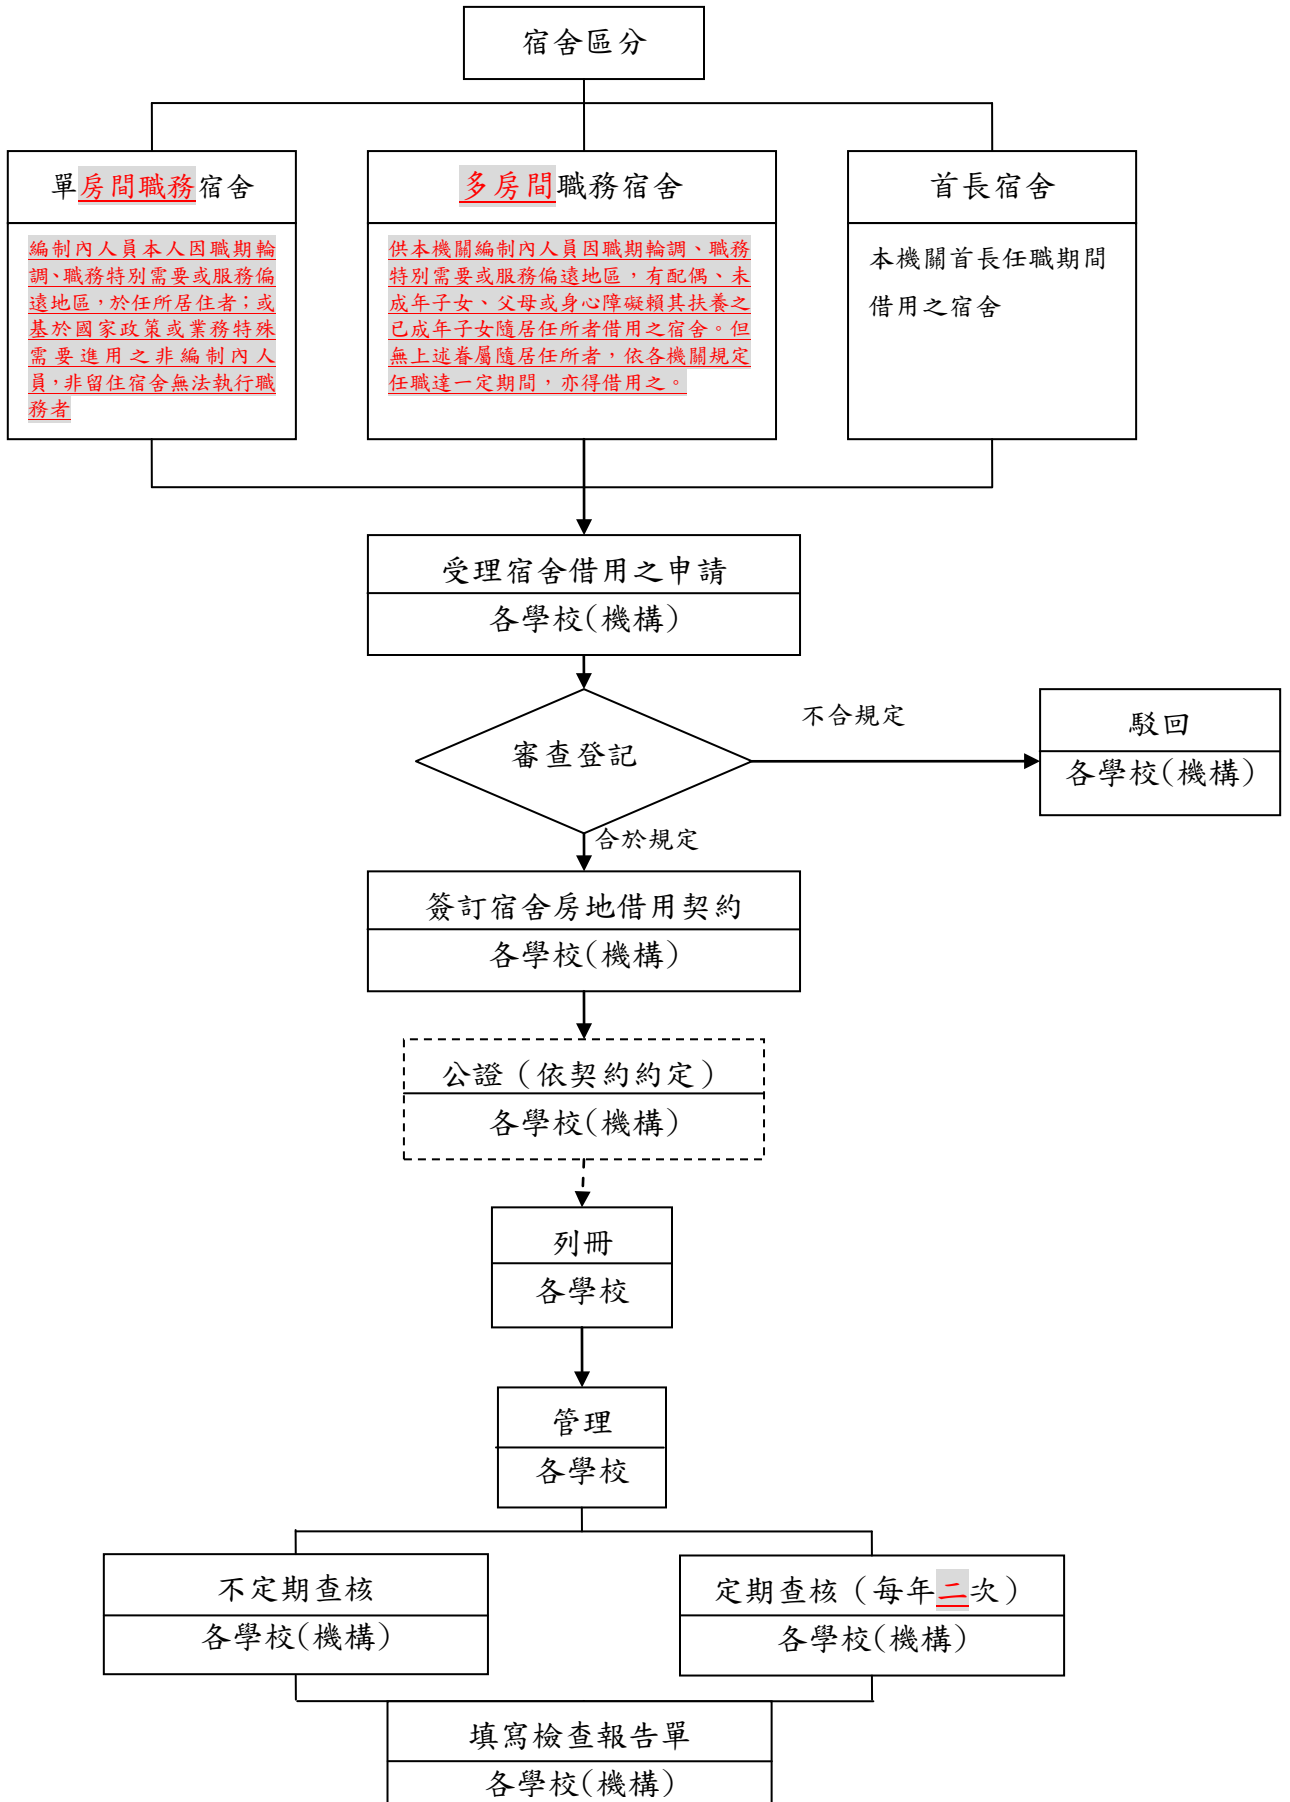 宿舍區分
單房間職務宿舍
編制內人員本人因職期輪
調、職務特別需要或服務偏
遠地區，於任所居住者；或
基於國家政策或業務特殊
需要進用之非編制內人
員，非留住宿舍無法執行職
務者
多房間職務宿舍
供本機關編制內人員因職期輪調、職務
特別需要或服務偏遠地區，有配偶、未
成年子女、父母或身心障礙賴其扶養之
已成年子女隨居任所者借用之宿舍。但
無上述眷屬隨居任所者，依各機關規定
任職達一定期間，亦得借用之。
首長宿舍
本機關首長任職期間
借用之宿舍
受理宿舍借用之申請
各學校(機構)
審查登記
不合規定
駁回
各學校(機構)
合於規定
簽訂宿舍房地借用契約
各學校(機構)
公證（依契約約定）
各學校(機構)
列冊
各學校
管理
各學校
不定期查核
各學校(機構)
定期查核（每年二次）
各學校(機構)
填寫檢查報告單
各學校(機構)